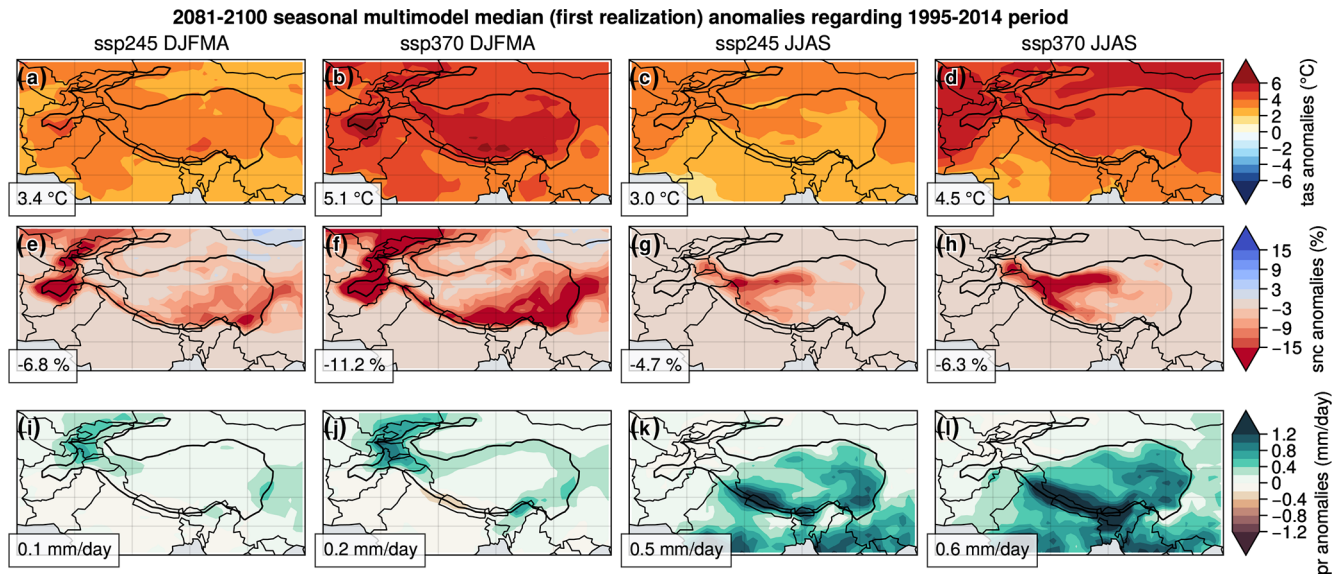 2081-2100 seasonal multimodel median (first realization) anomalies regarding 1995-2014 period
ssp245 DJFMA
ssp370 DJFMA
ssp245 JJAS
ssp370 JJAS
(a)
3.4 °C
(b)
5.1 °C
(c)
3.0 °C
(d)
4.5 °C
6
4
2
0
−2
−4
−6
tas anomalies (°C)
(e)
-6.8 %
(f)
-11.2 %
(g)
-4.7 %
(h)
-6.3 %
15
9
3
−3
−9
−15
snc anomalies (%)
(i)
0.1 mm/day
(j)
0.2 mm/day
(k)
0.5 mm/day
(l)
0.6 mm/day
1.2
0.8
0.4
0
−0.4
−0.8
−1.2
pr anomalies (mm/day)